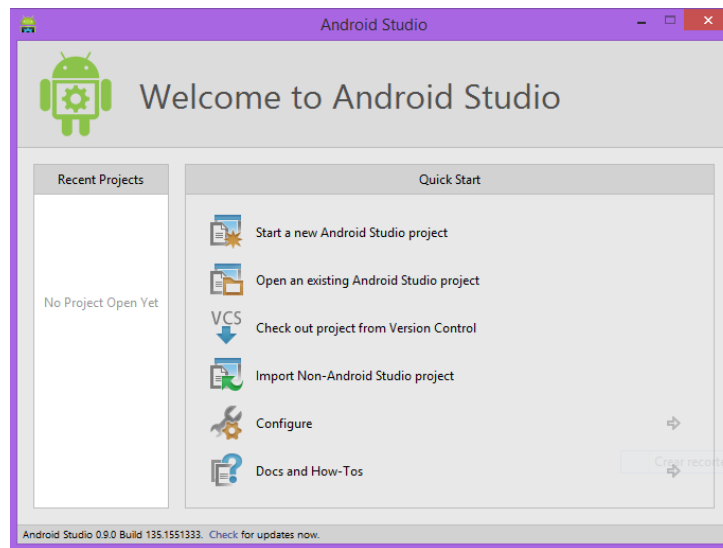 Android Studio
Welcome to Android Studio
Recent Projects
No Project Open Yet
Quick Start
Start a new Android Studio project
Open an existing Android Studio project
VCS
Check out project from Version Control
Import Non-Android Studio project
Configure
Docs and How-Tos
Crear
Android Studio 0.9.0 Build 135.1551333. Check for updates now.